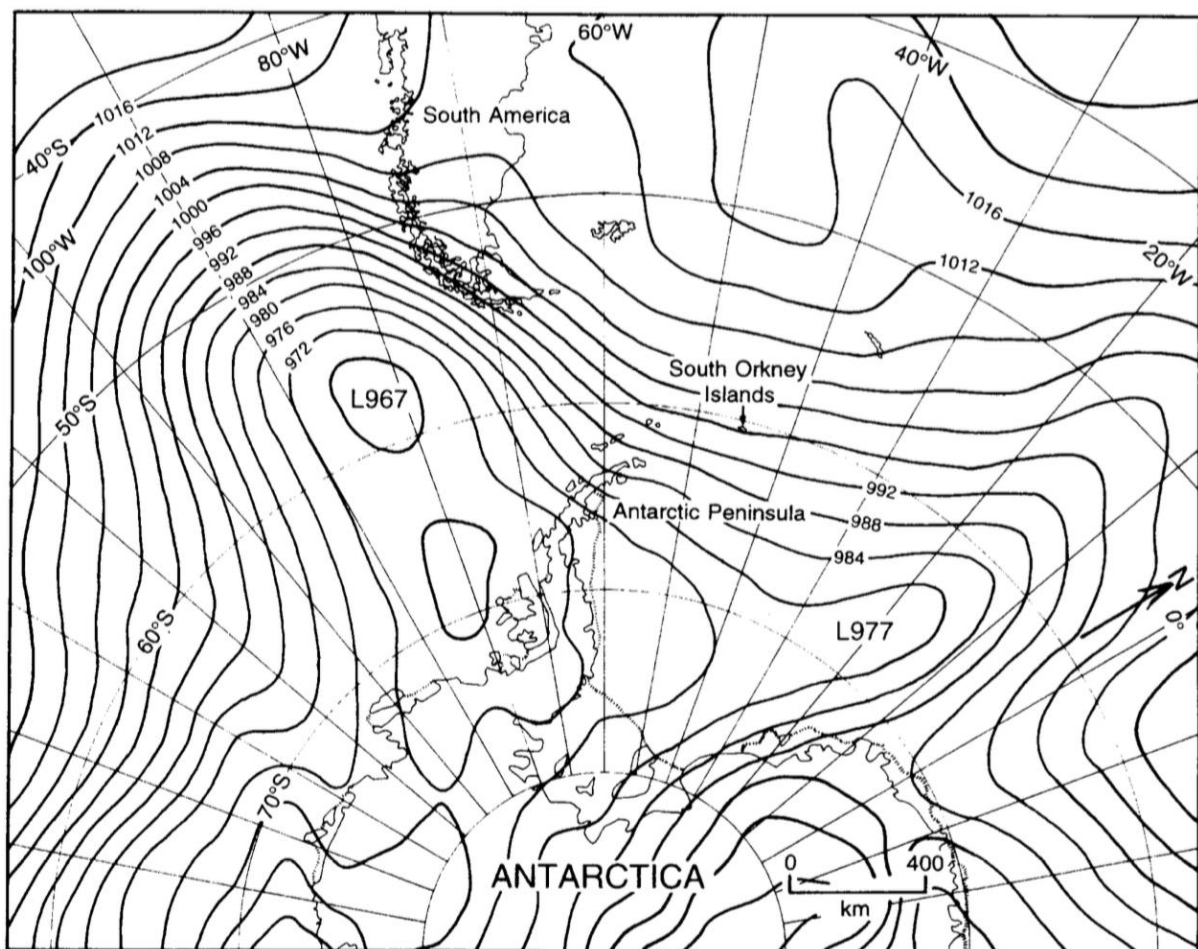 80°W
60°W
40°W
South America
40°S
1016
1012
1008
1004
1000
996
992
988
984
980
976
972
100°W
1016
1012
20°W
L967
South Orkney
Islands
50°S
992
Antarctic Peninsula
988
984
N
0°
L977
60°S
70°S
ANTARCTICA
0 400
km